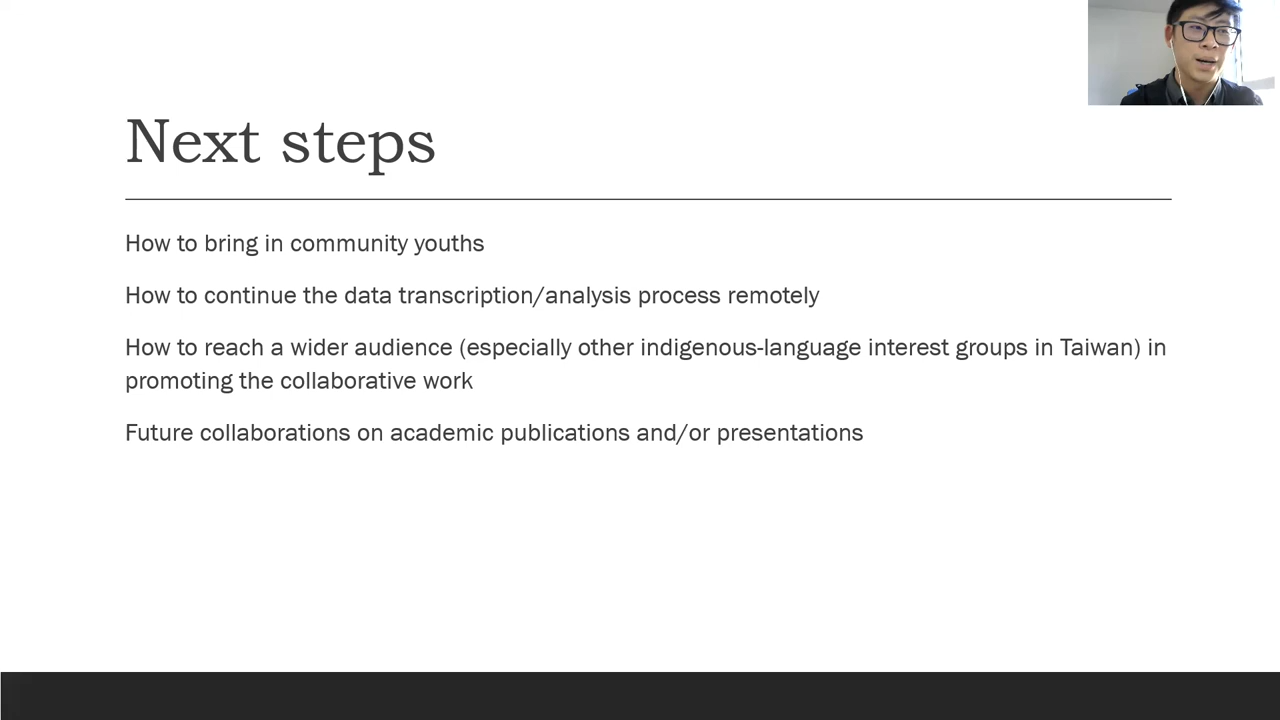 Next steps
How to bring in community youths
How to continue the data transcription/analysis process remotely
How to reach a wider audience (especially other indigenous-language interest groups in Taiwan) in
promoting the collaborative work
Future collaborations on academic publications and/or presentations